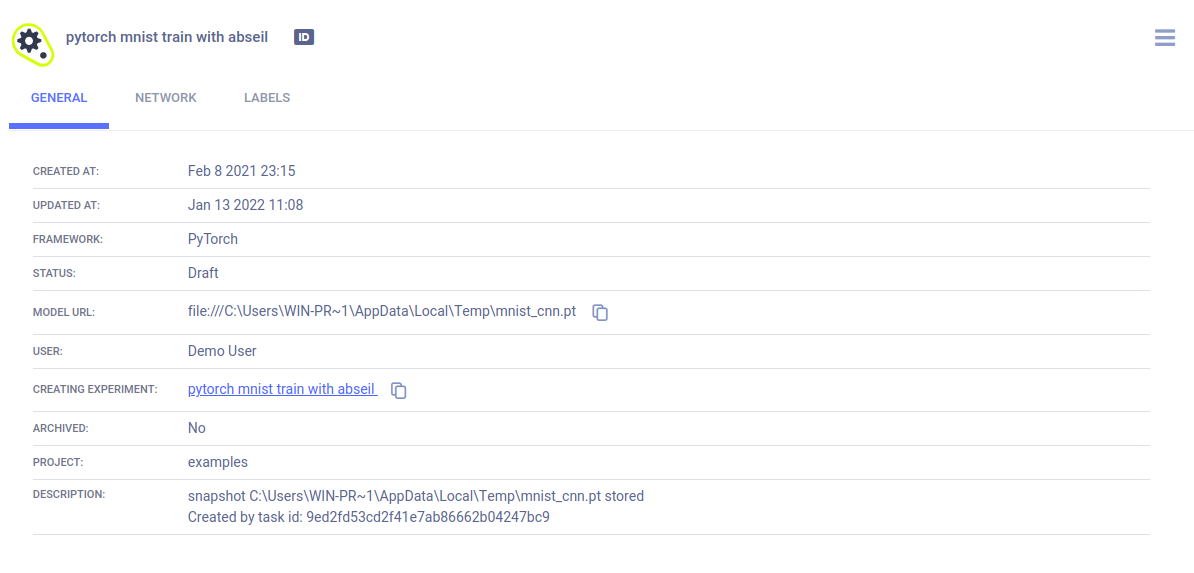 pytorch mnist train with abseil ID
GENERAL NETWORK LABELS
CREATED AT: Feb 8 2021 23:15
UPDATED AT: Jan 13 2022 11:08
FRAMEWORK: PyTorch
STATUS: Draft
MODEL URL: file:///C:\Users\WIN-PR~1\AppData\Local\Temp\mnist_cnn.pt
USER: Demo User
CREATING EXPERIMENT: pytorch mnist train with abseil
ARCHIVED: No
PROJECT: examples
DESCRIPTION: snapshot C:\Users\WIN-PR~1\AppData\Local\Temp\mnist_cnn.pt stored
Created by task id: 9ed2fd53cd2f41e7ab86662b04247bc9